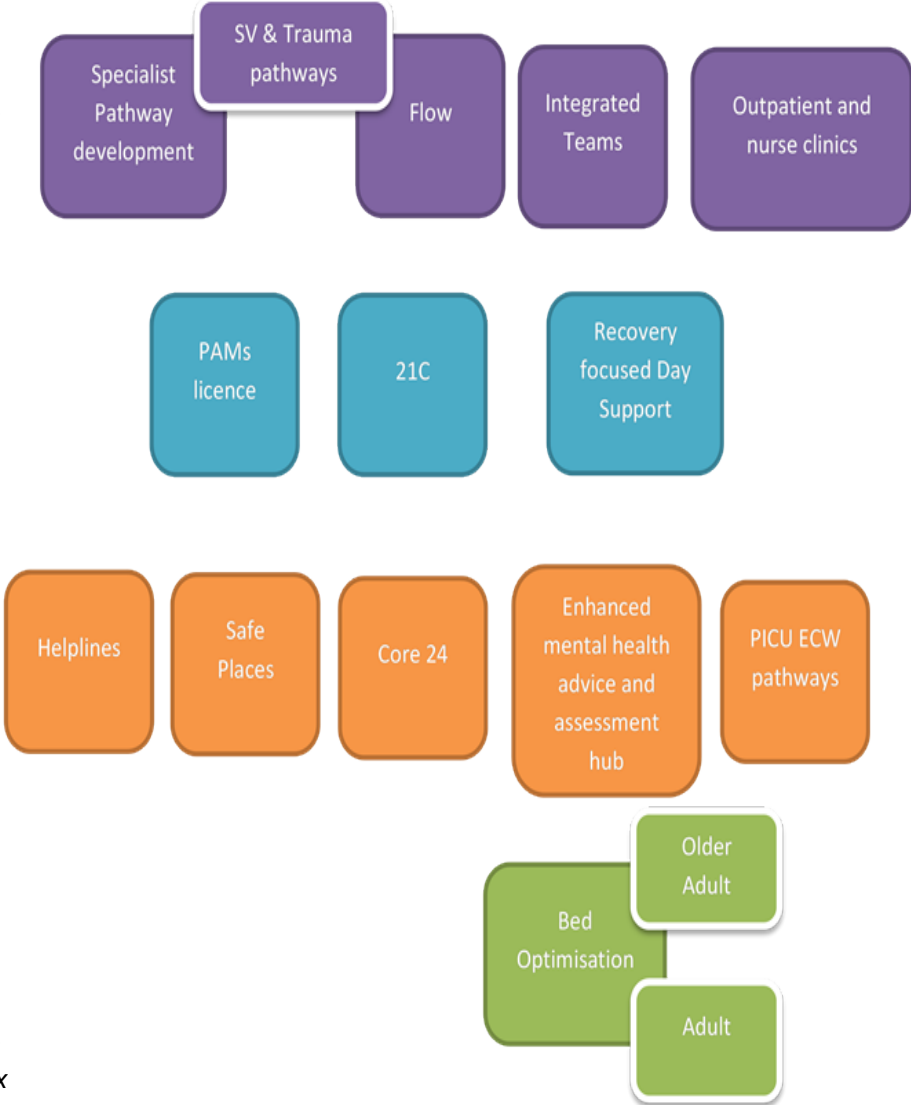 SV & Trauma
pathways
Specialist
Pathway
development
Flow
Integrated
Teams
Outpatient and
nurse clinics
PAMs
licence
21C
Recovery
focused Day
Support
Helplines
Safe
Places
Core 24
Enhanced
mental health
advice and
assessment
hub
PICU ECW
pathways
Older
Adult
Bed
Optimisation
Adult
x